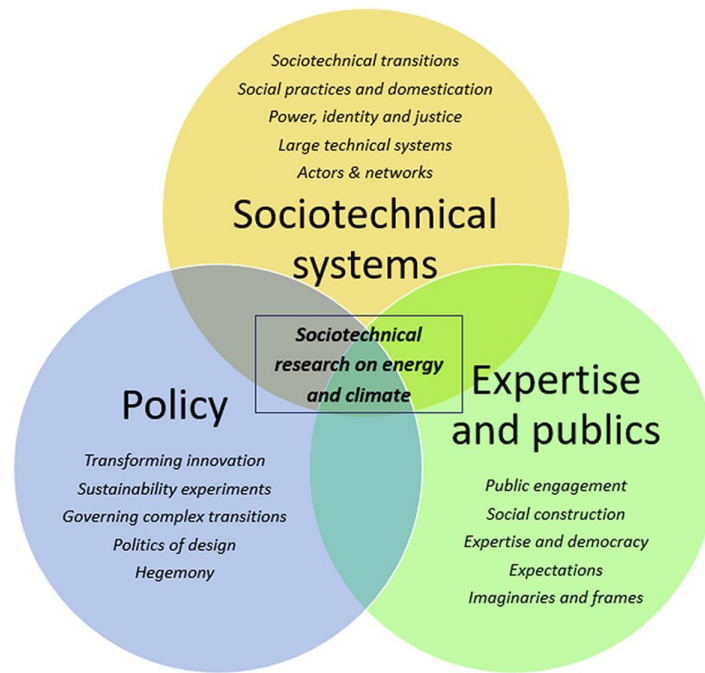 Sociotechnical transitions
Social practices and domestication
Power, identity and justice
Large technical systems
Actors & networks
Sociotechnical
systems
Sociotechnical
research on energy
and climate
Policy
Transforming innovation
Sustainability experiments
Governing complex transitions
Politics of design
Hegemony
Expertise
and publics
Public engagement
Social construction
Expertise and democracy
Expectations
Imaginaries and frames